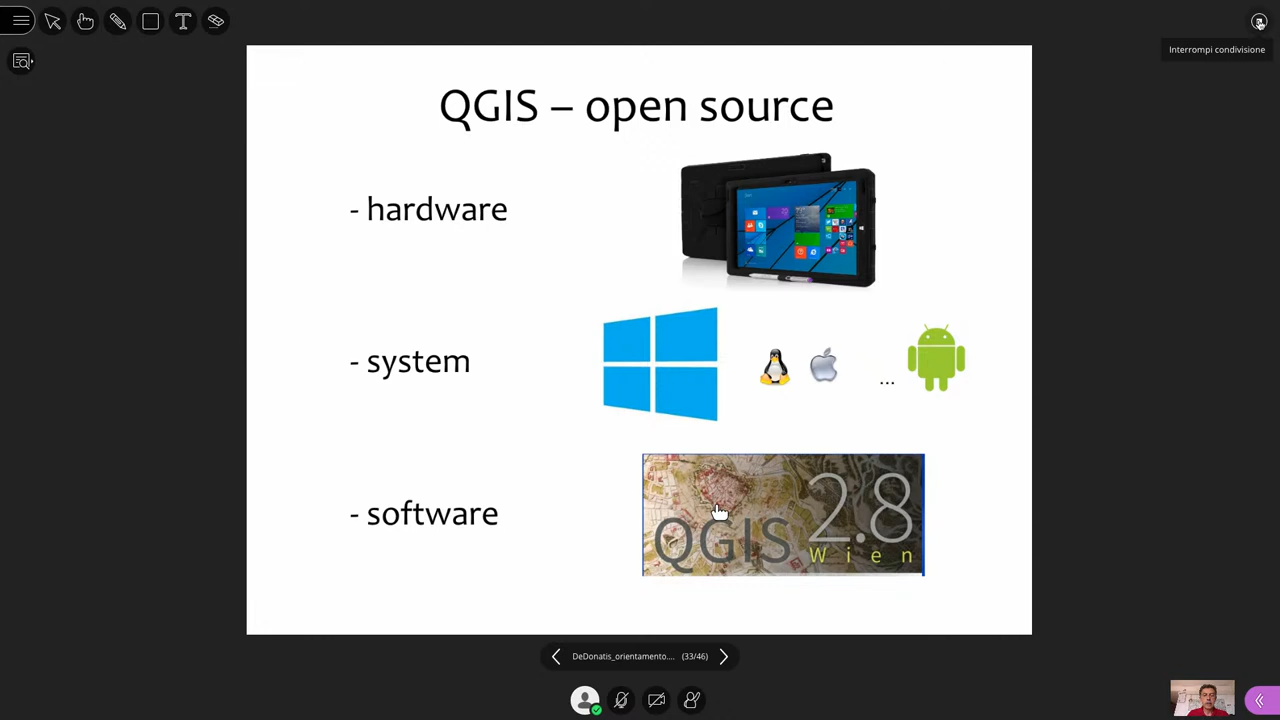 Interrompi condivisione
QGIS – open source
- hardware
- system
...
- software
QGIS 2.8
Wien
DeDonatis_orientamento.... (33/46)